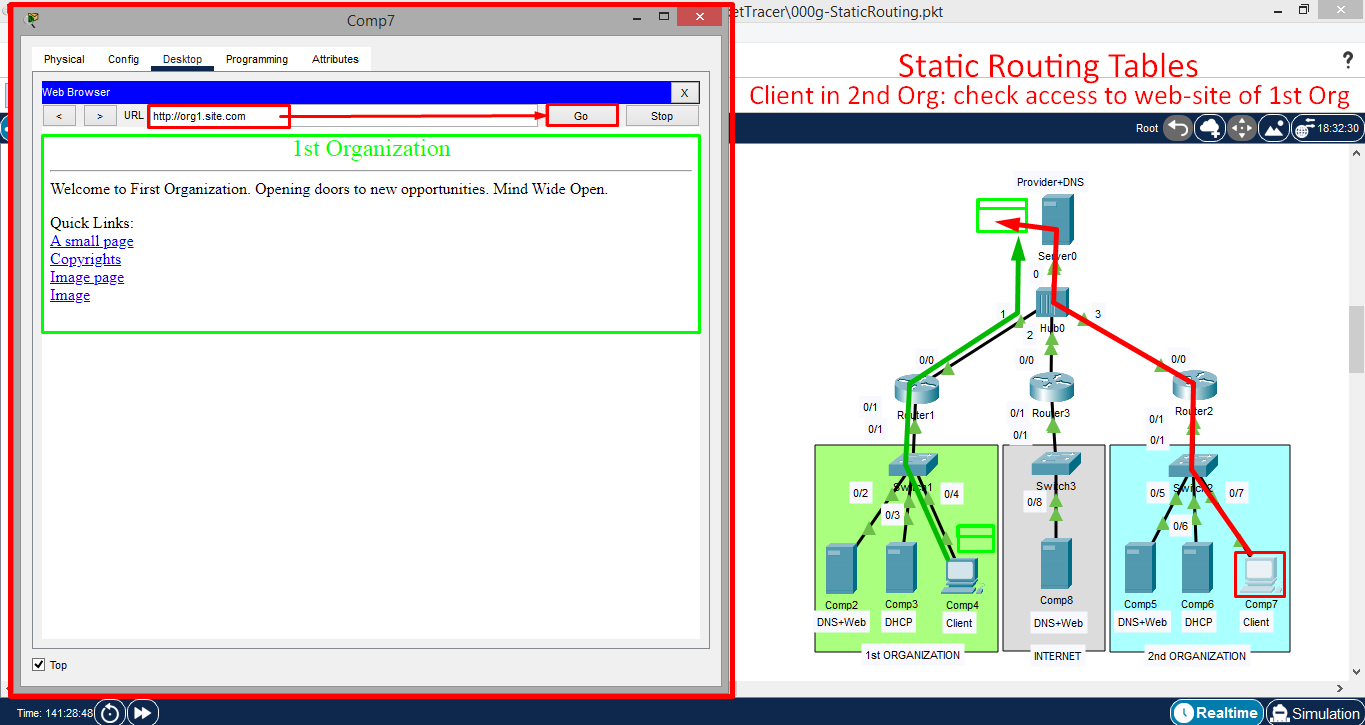 Comp7
etTracer\000g-StaticRouting.pkt
Physical Config Desktop Programming Attributes
Static Routing Tables
Client in 2nd Org: check access to web-site of 1st Org
?
Web Browser X
< > URL http://org1.site.com Go Stop
Root 18:32:30
1st Organization
Welcome to First Organization. Opening doors to new opportunities. Mind Wide Open.
Quick Links:
A small page
Copyrights
Image page
Image
Provider+DNS
Server0
0
1 3
Hub0
2
0/0 0/0 0/0
Router1 Router3 Router2
0/1 0/1 0/1
0/1 0/1 0/1
Switch1 Switch3 Switch2
0/2 0/4 0/8 0/5 0/7
0/3 0/6
Comp2 Comp3 Comp4 Comp8 Comp5 Comp6 Comp7
DNS+Web DHCP Client DNS+Web DNS+Web DHCP Client
1st ORGANIZATION INTERNET 2nd ORGANIZATION
Top
Time: 141:28:48 Realtime Simulation